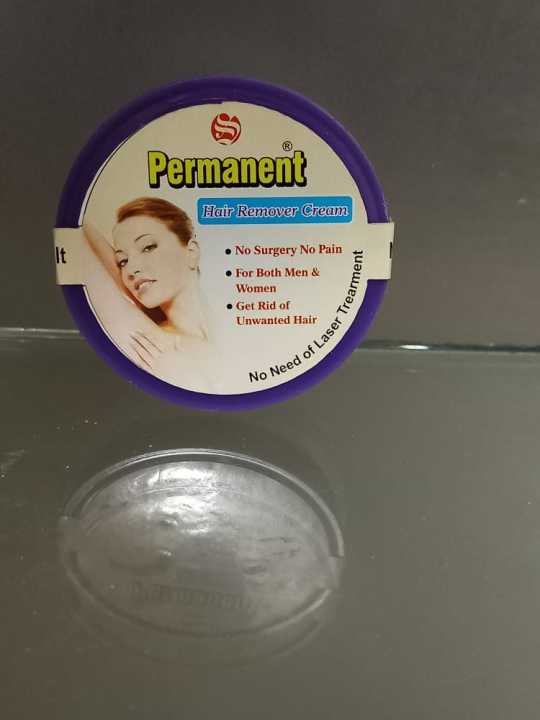 S
®
Permanent
Hair Remover Cream
• No Surgery No Pain
• For Both Men &
Women
• Get Rid of
Unwanted Hair
No Need of Laser Trearment
lt